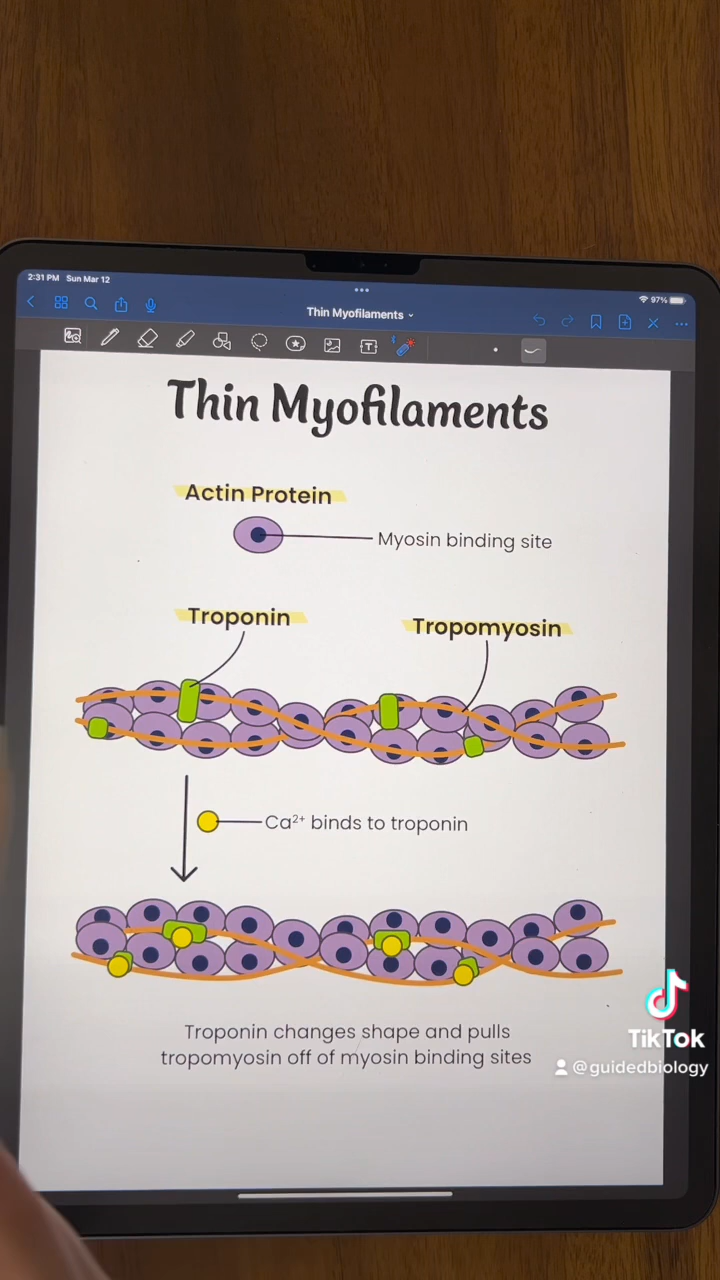 2:31 PM Sun Mar 12
97%
Thin Myofilaments
T
Thin Myofilaments
Actin Protein
Myosin binding site
Troponin
Tropomyosin
Ca²⁺ binds to troponin
Troponin changes shape and pulls
tropomyosin off of myosin binding sites
TikTok
@guidedbiology